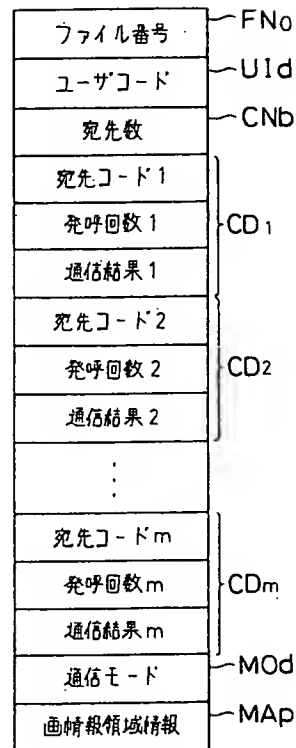 ファイル番号 FNo
ユーザコード UId
宛先数 CNb
宛先コード1
発呼回数1 CD1
通信結果1
宛先コード2
発呼回数2 CD2
通信結果2
⋮
宛先コードm
発呼回数m CDm
通信結果m
通信モード MOd
画情報領域情報 MAp